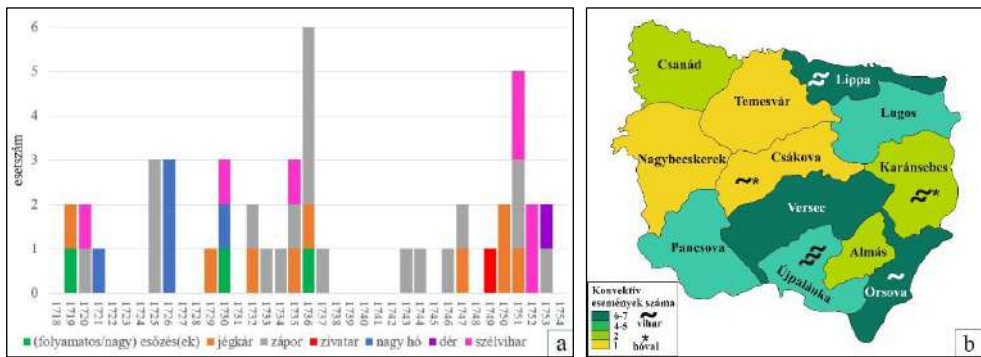 6
5
4
3
2
1
0
esetszám
1718 1719 1720 1721 1722 1723 1724 1725 1726 1727 1728 1729 1730 1731 1732 1733 1734 1735 1736 1737 1738 1739 1740 1741 1742 1743 1744 1745 1746 1747 1748 1749 1750 1751 1752 1753 1754
(folyamatos/nagy) esőzés(ek) jégkár zápor zivatar nagy hó dér szélvihar
a
Csanád
Lippa
Temesvár
Lugos
Nagybecskerek
Csákova
Karánsebes
*
*
Versec
Pancsova
Újpalánka
Almás
Orsova
Konvektív
események száma
6-7
4-5
2
1
vihar
*
hóval
b